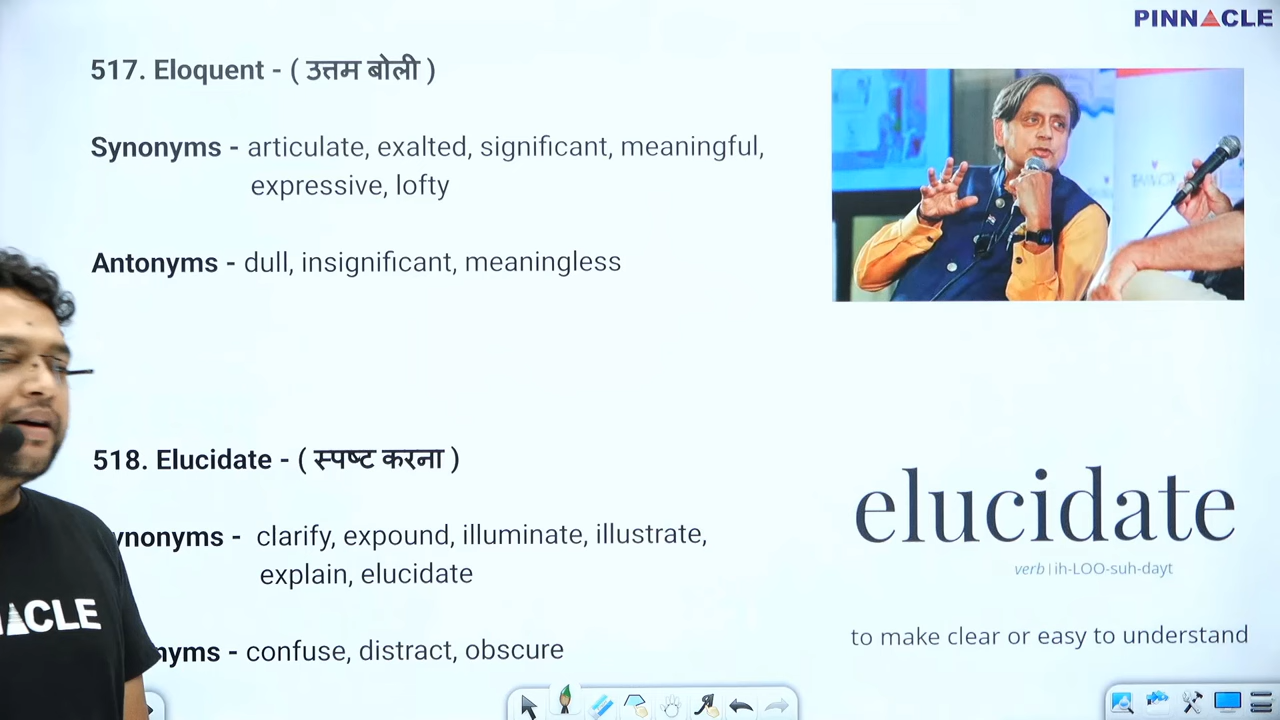 PINNACLE
517. Eloquent - ( उत्तम बोली )
Synonyms - articulate, exalted, significant, meaningful,
expressive, lofty
Antonyms - dull, insignificant, meaningless
518. Elucidate - ( स्पष्ट करना )
ynonyms - clarify, expound, illuminate, illustrate,
explain, elucidate
nyms - confuse, distract, obscure
elucidate
verb | ih-LOO-suh-dayt
to make clear or easy to understand
ACLE